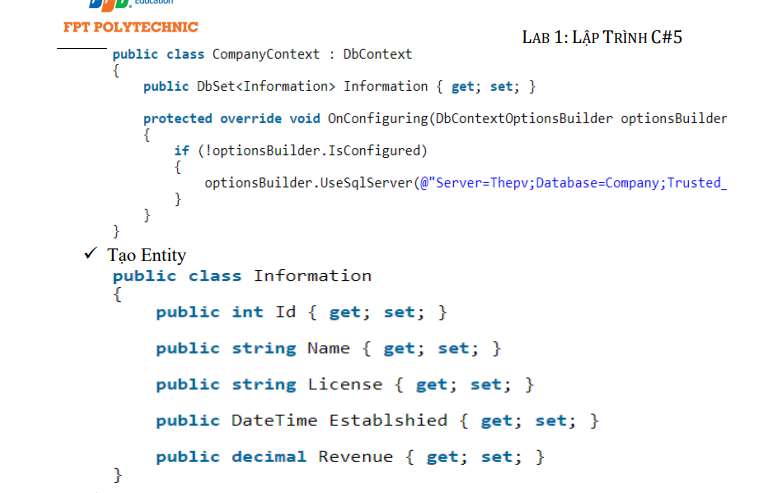 Education
FPT POLYTECHNIC
LAB 1: LẬP TRÌNH C#5
public class CompanyContext : DbContext
{
public DbSet<Information> Information { get; set; }
protected override void OnConfiguring(DbContextOptionsBuilder optionsBuilder
{
if (!optionsBuilder.IsConfigured)
{
optionsBuilder.UseSqlServer(@"Server=Thepv;Database=Company;Trusted_
}
}
}
✓ Tạo Entity
public class Information
{
public int Id { get; set; }
public string Name { get; set; }
public string License { get; set; }
public DateTime Establshied { get; set; }
public decimal Revenue { get; set; }
}